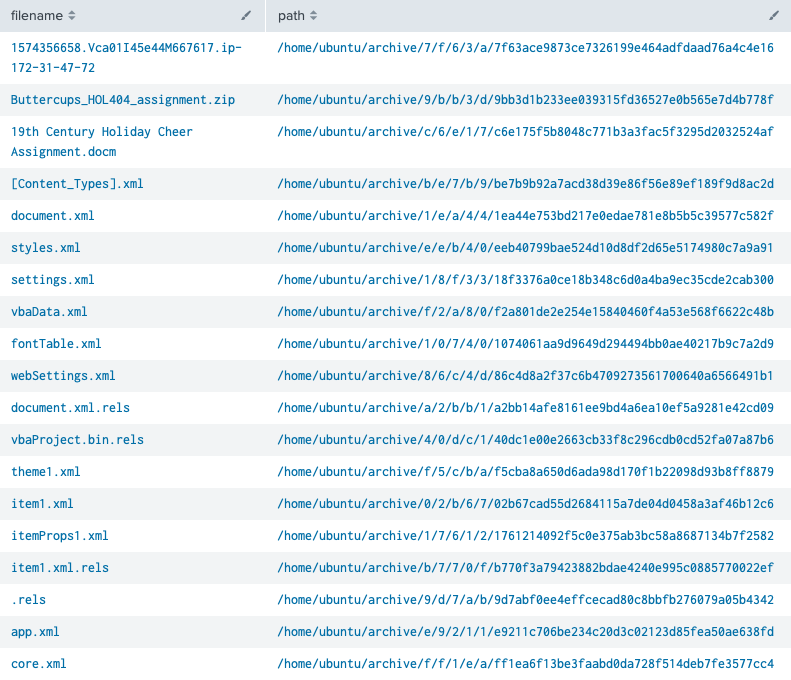 filename path
1574356658.Vca01I45e44M667617.ip- /home/ubuntu/archive/7/f/6/3/a/7f63ace9873ce7326199e464adfdaad76a4c4e16
172-31-47-72
Buttercups_HOL404_assignment.zip /home/ubuntu/archive/9/b/b/3/d/9bb3d1b233ee039315fd36527e0b565e7d4b778f
19th Century Holiday Cheer /home/ubuntu/archive/c/6/e/1/7/c6e175f5b8048c771b3a3fac5f3295d2032524af
Assignment.docm
[Content_Types].xml /home/ubuntu/archive/b/e/7/b/9/be7b9b92a7acd38d39e86f56e89ef189f9d8ac2d
document.xml /home/ubuntu/archive/1/e/a/4/4/1ea44e753bd217e0edae781e8b5b5c39577c582f
styles.xml /home/ubuntu/archive/e/e/b/4/0/eeb40799bae524d10d8df2d65e5174980c7a9a91
settings.xml /home/ubuntu/archive/1/8/f/3/3/18f3376a0ce18b348c6d0a4ba9ec35cde2cab300
vbaData.xml /home/ubuntu/archive/f/2/a/8/0/f2a801de2e254e15840460f4a53e568f6622c48b
fontTable.xml /home/ubuntu/archive/1/0/7/4/0/1074061aa9d9649d294494bb0ae40217b9c7a2d9
webSettings.xml /home/ubuntu/archive/8/6/c/4/d/86c4d8a2f37c6b4709273561700640a6566491b1
document.xml.rels /home/ubuntu/archive/a/2/b/b/1/a2bb14afe8161ee9bd4a6ea10ef5a9281e42cd09
vbaProject.bin.rels /home/ubuntu/archive/4/0/d/c/1/40dc1e00e2663cb33f8c296cdb0cd52fa07a87b6
theme1.xml /home/ubuntu/archive/f/5/c/b/a/f5cba8a650d6ada98d170f1b22098d93b8ff8879
item1.xml /home/ubuntu/archive/0/2/b/6/7/02b67cad55d2684115a7de04d0458a3af46b12c6
itemProps1.xml /home/ubuntu/archive/1/7/6/1/2/1761214092f5c0e375ab3bc58a8687134b7f2582
item1.xml.rels /home/ubuntu/archive/b/7/7/0/f/b770f3a79423882bdae4240e995c0885770022ef
.rels /home/ubuntu/archive/9/d/7/a/b/9d7abf0ee4effcecad80c8bbfb276079a05b4342
app.xml /home/ubuntu/archive/e/9/2/1/1/e9211c706be234c20d3c02123d85fea50ae638fd
core.xml /home/ubuntu/archive/f/f/1/e/a/ff1ea6f13be3faabd0da728f514deb7fe3577cc4